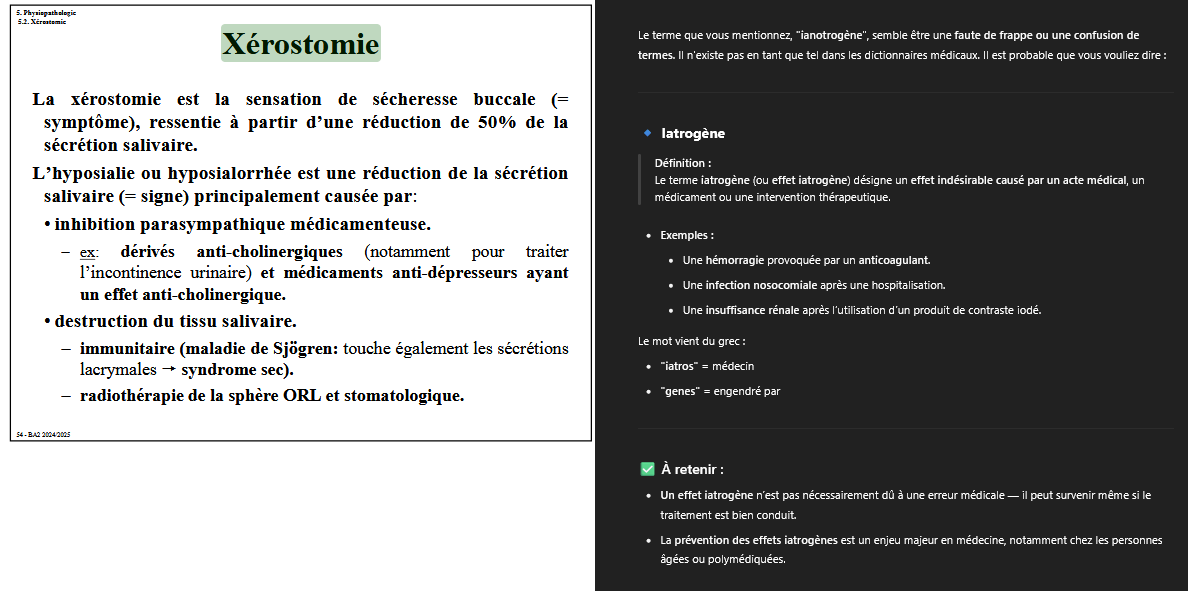 5. Physiopathologie
5.2. Xérostomie
Xérostomie
La xérostomie est la sensation de sécheresse buccale (=
symptôme), ressentie à partir d’une réduction de 50% de la
sécrétion salivaire.
L’hyposialie ou hyposialorrhée est une réduction de la sécrétion
salivaire (= signe) principalement causée par:
• inhibition parasympathique médicamenteuse.
– ex: dérivés anti-cholinergiques (notamment pour traiter
l’incontinence urinaire) et médicaments anti-dépresseurs ayant
un effet anti-cholinergique.
• destruction du tissu salivaire.
– immunitaire (maladie de Sjögren: touche également les sécrétions
lacrymales → syndrome sec).
– radiothérapie de la sphère ORL et stomatologique.
54 - BA2 2024/2025
Le terme que vous mentionnez, "ianotrogène", semble être une faute de frappe ou une confusion de
termes. Il n’existe pas en tant que tel dans les dictionnaires médicaux. Il est probable que vous vouliez dire :
🔹 Iatrogène
Définition :
Le terme iatrogène (ou effet iatrogène) désigne un effet indésirable causé par un acte médical, un
médicament ou une intervention thérapeutique.
• Exemples :
• Une hémorragie provoquée par un anticoagulant.
• Une infection nosocomiale après une hospitalisation.
• Une insuffisance rénale après l’utilisation d’un produit de contraste iodé.
Le mot vient du grec :
• "iatros" = médecin
• "genes" = engendré par
✅ À retenir :
• Un effet iatrogène n’est pas nécessairement dû à une erreur médicale — il peut survenir même si le
traitement est bien conduit.
• La prévention des effets iatrogènes est un enjeu majeur en médecine, notamment chez les personnes
âgées ou polymédiquées.